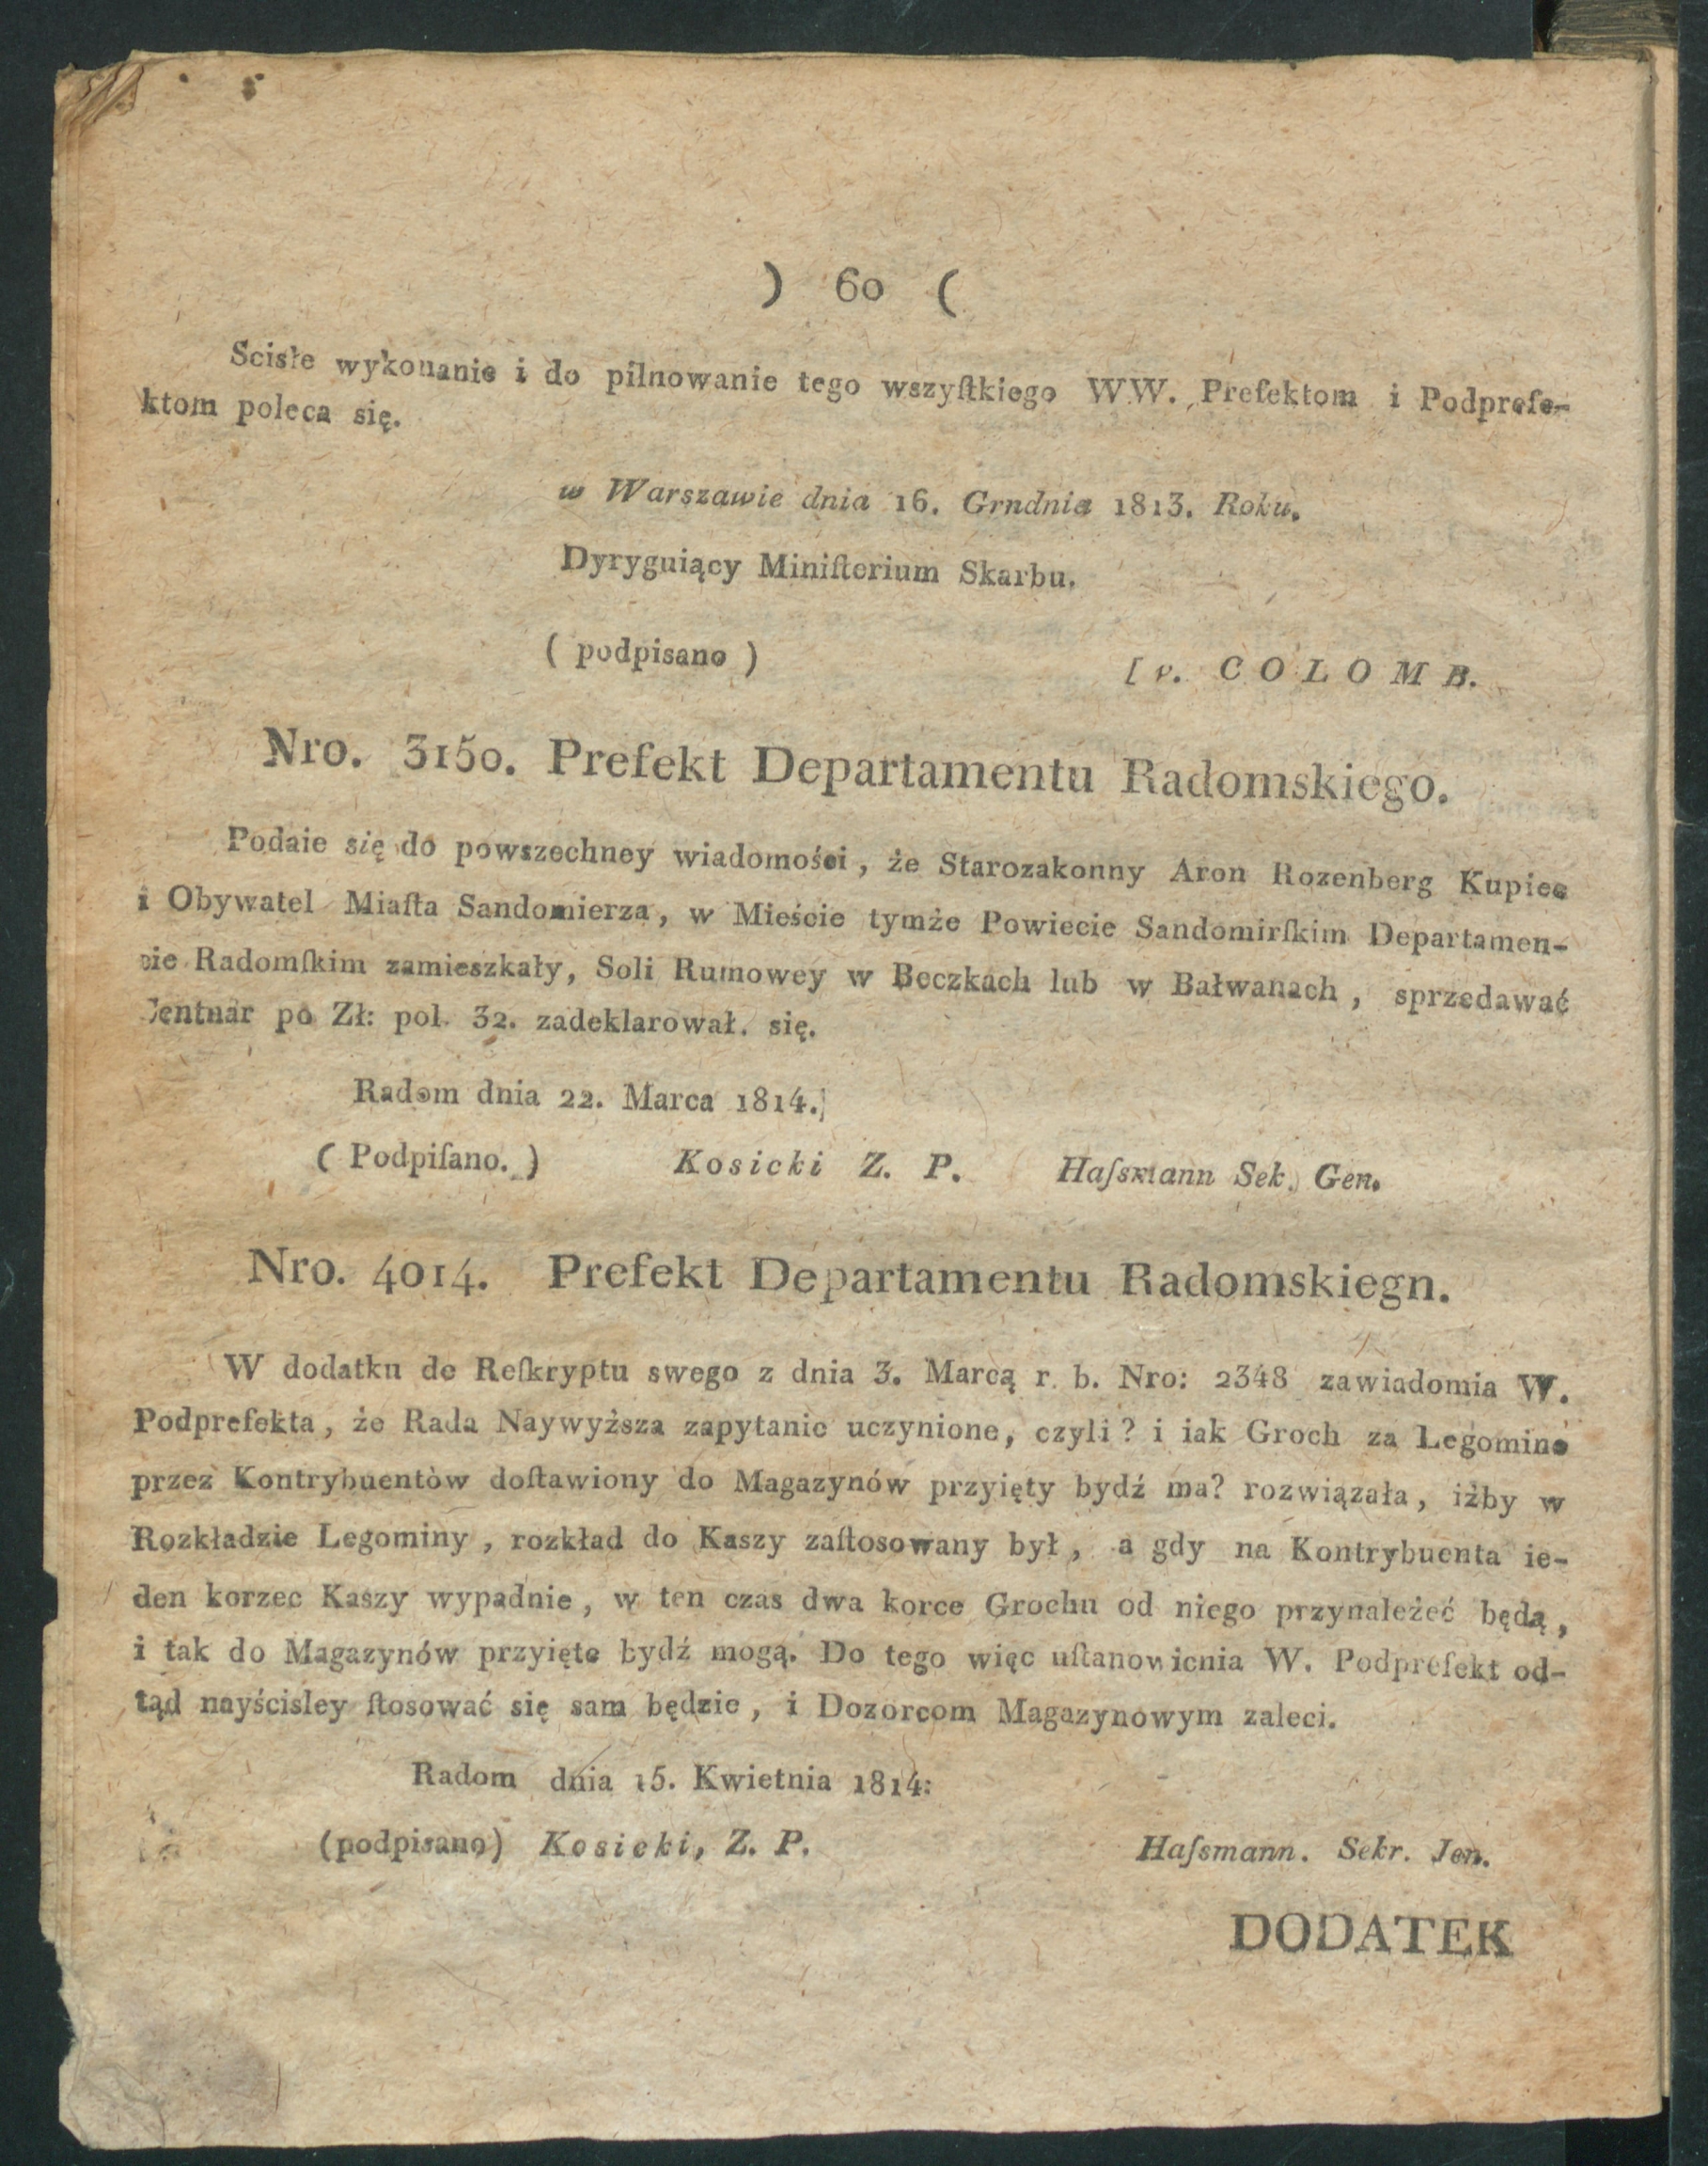 ) 60 (
Scisłe wykonanie i do pilnowanie tego wszyſtkiego WW. Prefektom i Podprefe-
ktom poleca się.
w Warszawie dnia 16. Grndnia 1813. Roku.
Dyryguiący Miniſterium Skarbu.
( podpisano )
COLOMB.
Nro. 3150. Prefekt Departamentu Radomskiego.
Podaie się do powszechney wiadomości, że Starozakonny Aron Rozenberg Kupiec
i Obywatel Miaſta Sandomierza, w Mieście tymże Powiecie Sandomirſkim Departamen-
cie Radomſkim zamieszkały, Soli Rumowey w Beczkach lub w Bałwanach, sprzedawać
Centnar po Zł: pol. 32. zadeklarował. się.
Radom dnia 22. Marca 1814.
( Podpiſano. ) Kosicki Z. P. Haſsmann Sek. Gen.
Nro. 4014. Prefekt Departamentu Radomskiegn.
W dodatku de Reſkryptu swego z dnia 3. Marcą r. b. Nro: 2348 zawiadomia W.
Podprefekta, że Rada Naywyższa zapytanie uczynione, czyli? i iak Groch za Legomine
przez Kontrybuentòw doſtawiony do Magazynów przyięty bydź ma? rozwiązała, iżby w
Rozkładzie Legominy, rozkład do Kaszy zaſtosowany był, a gdy na Kontrybuenta ie-
den korzec Kaszy wypadnie, w ten czas dwa korce Grochu od niego przynależeć będą,
i tak do Magazynów przyięte bydź mogą. Do tego więc uſtanowienia W. Podprefekt od-
tąd nayścisley ſtosować się sam będzie, i Dozorcom Magazynowym zaleci.
Radom dnia 15. Kwietnia 1814:
(podpisano) Kosicki, Z. P. Haſsmann. Sekr. Jen.
DODATEK